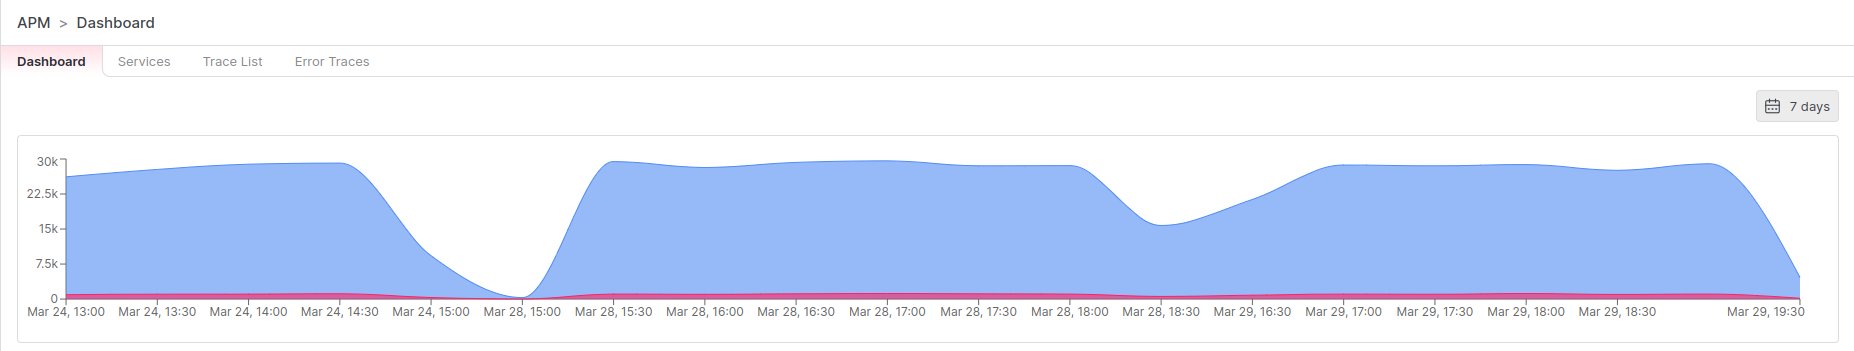 APM > Dashboard
Dashboard Services Trace List Error Traces
7 days
30k
22.5k
15k
7.5k
0
Mar 24, 13:00 Mar 24, 13:30 Mar 24, 14:00 Mar 24, 14:30 Mar 24, 15:00 Mar 28, 15:00 Mar 28, 15:30 Mar 28, 16:00 Mar 28, 16:30 Mar 28, 17:00 Mar 28, 17:30 Mar 28, 18:00 Mar 28, 18:30 Mar 29, 16:30 Mar 29, 17:00 Mar 29, 17:30 Mar 29, 18:00 Mar 29, 18:30 Mar 29, 19:30